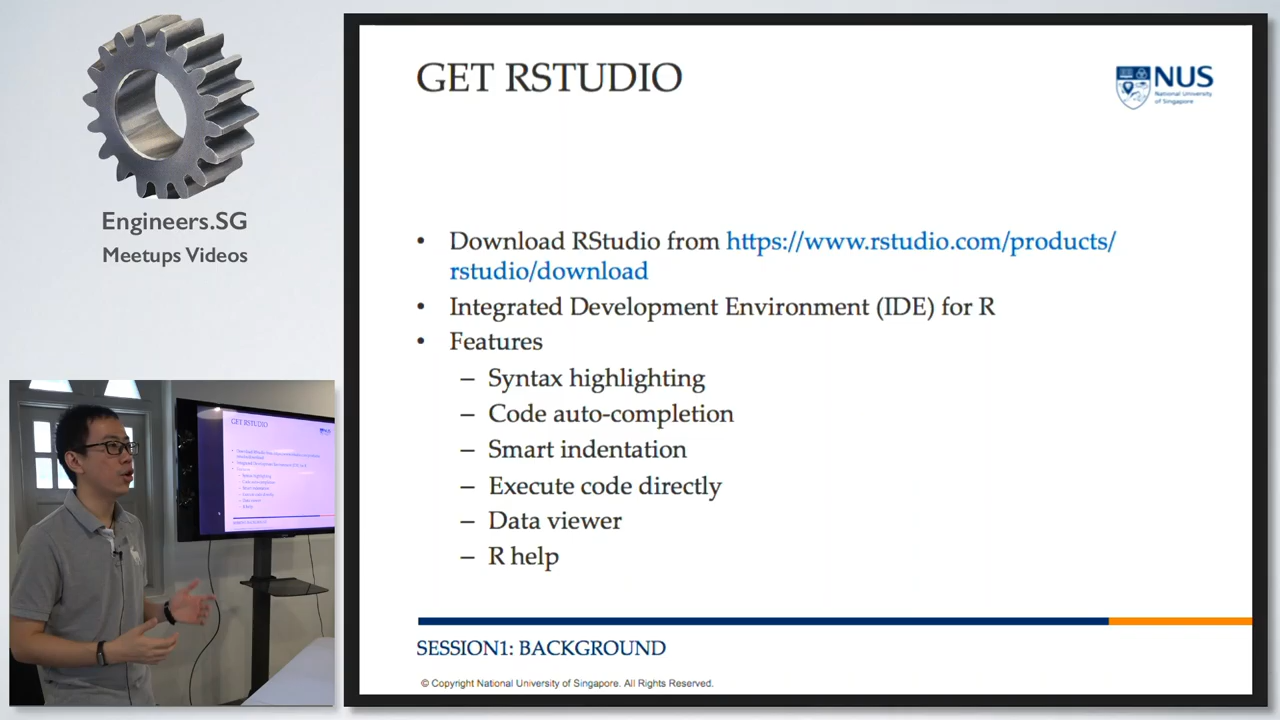 Engineers.SG
Meetups Videos
GET RSTUDIO
NUS
National University
of Singapore
• Download RStudio from https://www.rstudio.com/products/
rstudio/download
• Integrated Development Environment (IDE) for R
• Features
– Syntax highlighting
– Code auto-completion
– Smart indentation
– Execute code directly
– Data viewer
– R help
SESSION1: BACKGROUND
© Copyright National University of Singapore. All Rights Reserved.
GET RSTUDIO